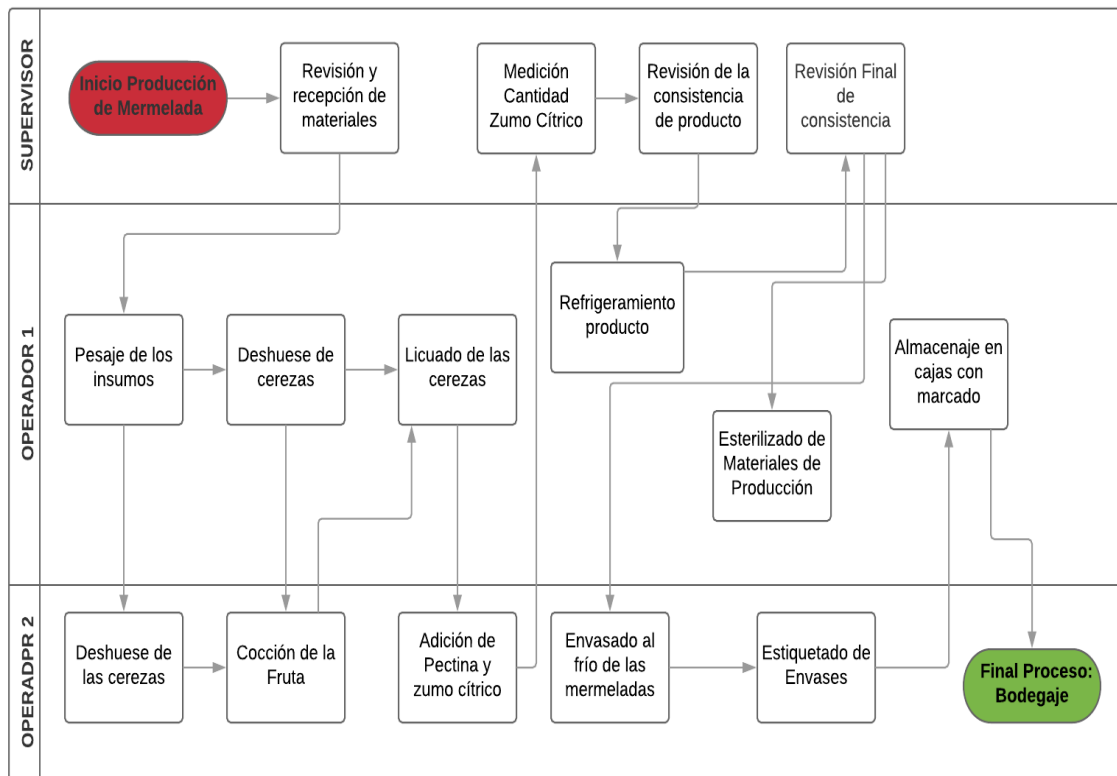 SUPERVISOR
Inicio Producción
de Mermelada
Revisión y
recepción de
materiales
Medición
Cantidad
Zumo Cítrico
Revisión de la
consistencia
de producto
Revisión Final
de
consistencia
OPERADOR 1
Pesaje de los
insumos
Deshuese de
cerezas
Licuado de las
cerezas
Refrigeramiento
producto
Esterilizado de
Materiales de
Producción
Almacenaje en
cajas con
marcado
OPERADPR 2
Deshuese de
las cerezas
Cocción de la
Fruta
Adición de
Pectina y
zumo cítrico
Envasado al
frío de las
mermeladas
Estiquetado de
Envases
Final Proceso:
Bodegaje